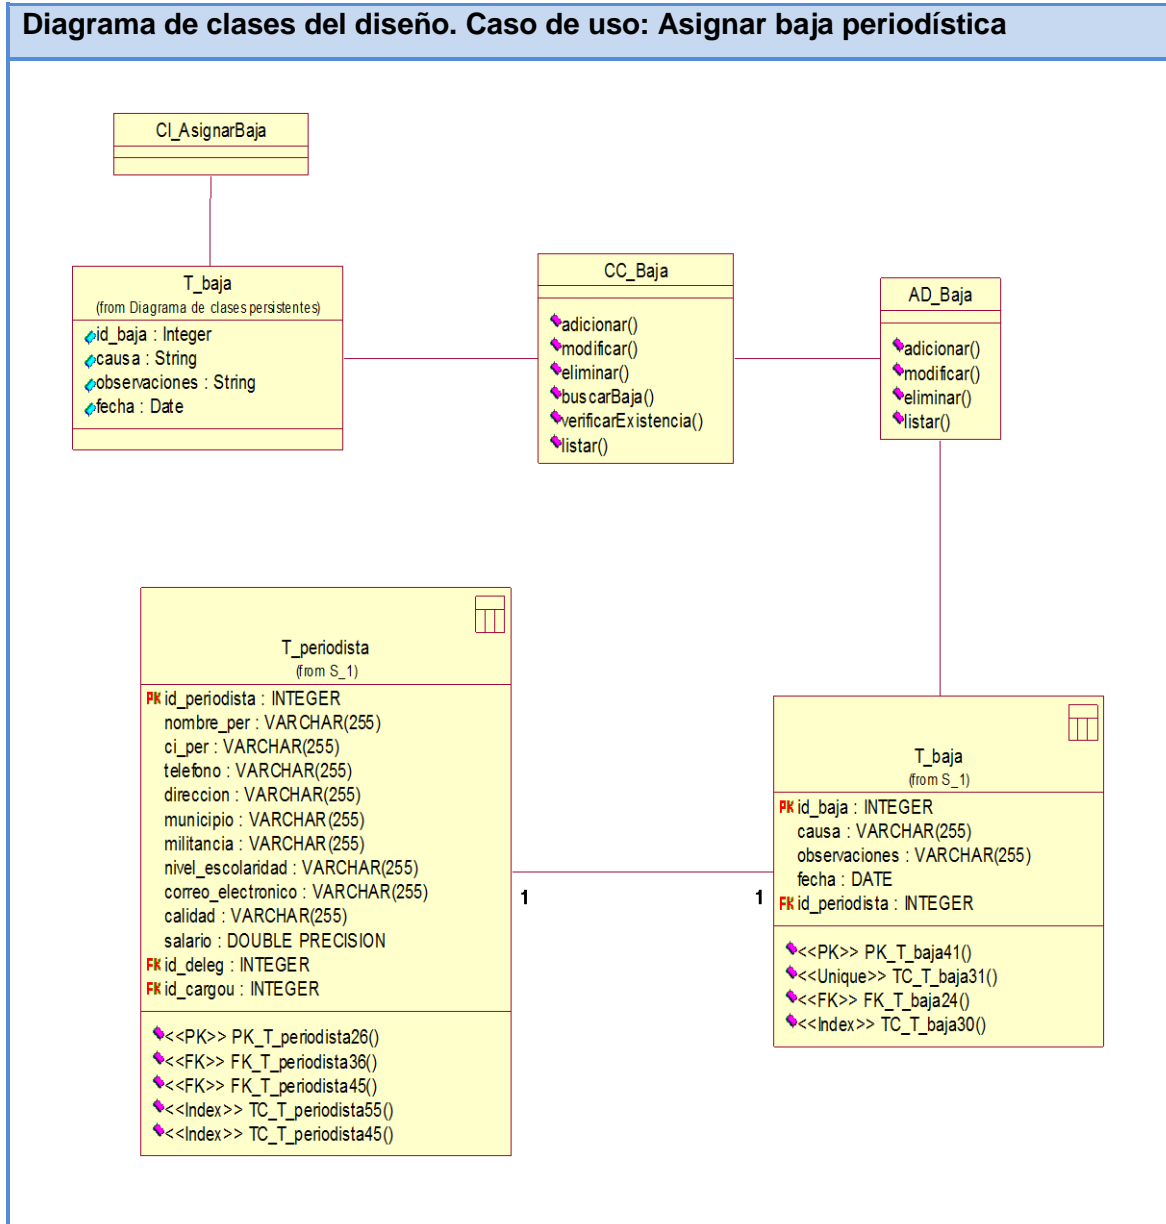 Diagrama de clases del diseño. Caso de uso: Asignar baja periodística
CI_AsignarBaja
T_baja
(from Diagrama de clases persistentes)
id_baja : Integer
causa : String
observaciones : String
fecha : Date
CC_Baja
adicionar()
modificar()
eliminar()
buscarBaja()
verificarExistencia()
listar()
AD_Baja
adicionar()
modificar()
eliminar()
listar()
T_periodista
(from S_1)
PK id_periodista : INTEGER
nombre_per : VARCHAR(255)
ci_per : VARCHAR(255)
telefono : VARCHAR(255)
direccion : VARCHAR(255)
municipio : VARCHAR(255)
militancia : VARCHAR(255)
nivel_escolaridad : VARCHAR(255)
correo_electronico : VARCHAR(255)
calidad : VARCHAR(255)
salario : DOUBLE PRECISION
FK id_deleg : INTEGER
FK id_cargou : INTEGER
<<PK>> PK_T_periodista26()
<<FK>> FK_T_periodista36()
<<FK>> FK_T_periodista45()
<<Index>> TC_T_periodista55()
<<Index>> TC_T_periodista45()
1
1
T_baja
(from S_1)
PK id_baja : INTEGER
causa : VARCHAR(255)
observaciones : VARCHAR(255)
fecha : DATE
FK id_periodista : INTEGER
<<PK>> PK_T_baja41()
<<Unique>> TC_T_baja31()
<<FK>> FK_T_baja24()
<<Index>> TC_T_baja30()